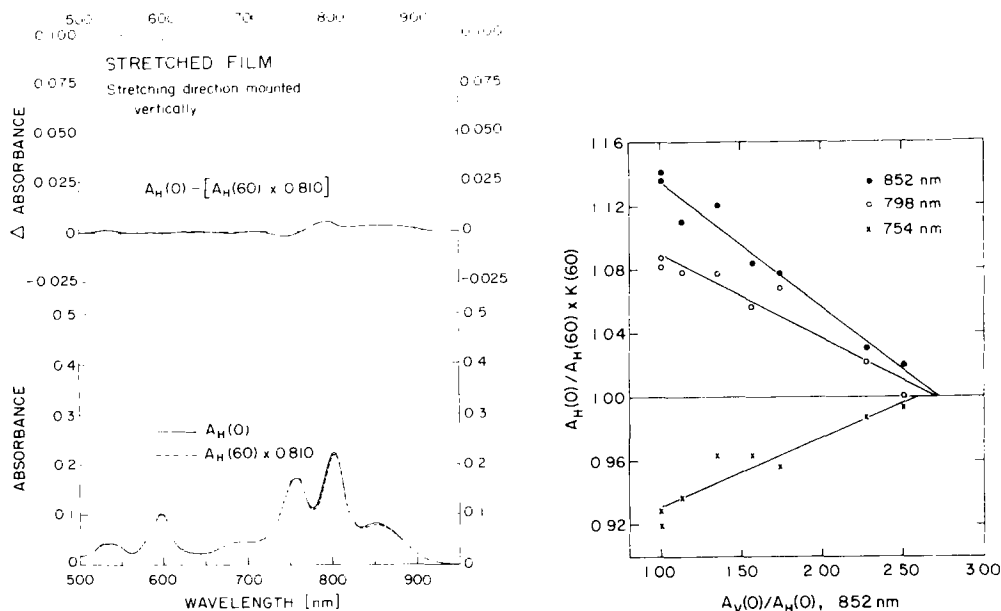 500 600 700 800 900
0.100 0.100
STRETCHED FILM
Stretching direction mounted
vertically
0.075 0.075
0.050 0.050
0.025 0.025
A_H(0) – [A_H(60) x 0.810]
0 0
-0.025 -0.025
Δ ABSORBANCE
0.5 0.5
0.4 0.4
0.3 0.3
A_H(0)
A_H(60) x 0.810
0.2 0.2
0.1 0.1
0 0
ABSORBANCE
500 600 700 800 900
WAVELENGTH [nm]
1.16
852 nm
798 nm
754 nm
1.12
1.08
1.04
1.00
0.96
0.92
A_H(0)/A_H(60) x K(60)
1.00 1.50 2.00 2.50 3.00
A_V(0)/A_H(0), 852 nm